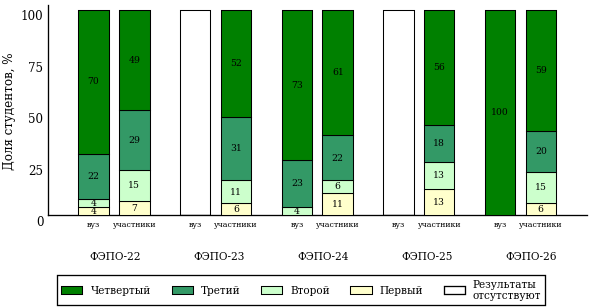 Доля студентов, %
100
75
50
25
0
70 49 52 73 61 56 100 59
22 29 31 23 22 18 20
4 15 11 6 13 15
4 7 6 4 11 13 6
вуз участники вуз участники вуз участники вуз участники вуз участники
ФЭПО-22 ФЭПО-23 ФЭПО-24 ФЭПО-25 ФЭПО-26
Четвертый Третий Второй Первый Результаты
отсутствуют